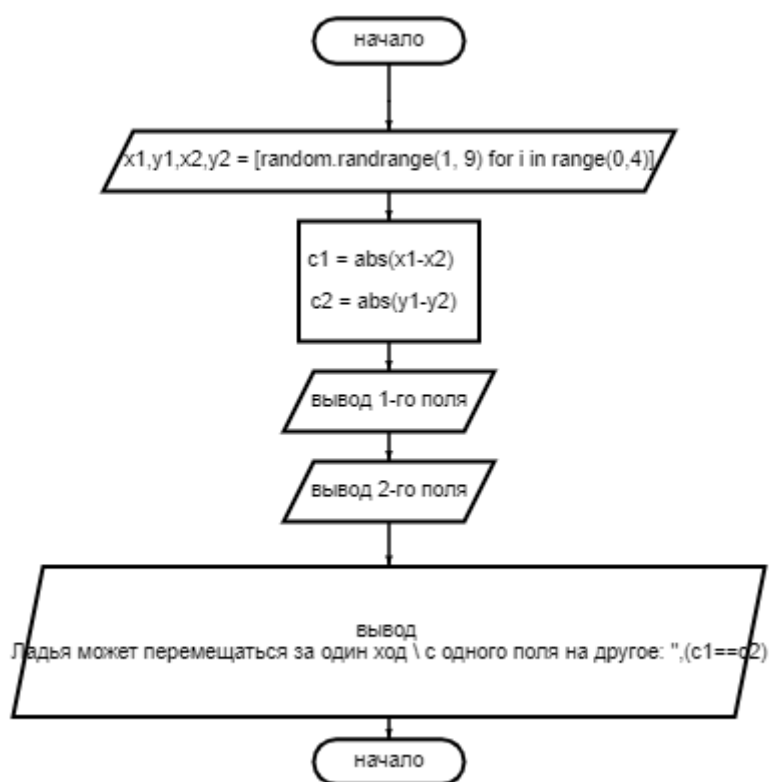 начало
x1,y1,x2,y2 = [random.randrange(1, 9) for i in range(0,4)]
c1 = abs(x1-x2)
c2 = abs(y1-y2)
вывод 1-го поля
вывод 2-го поля
вывод
Ладья может перемещаться за один ход \ с одного поля на другое: ",(c1==c2)
начало